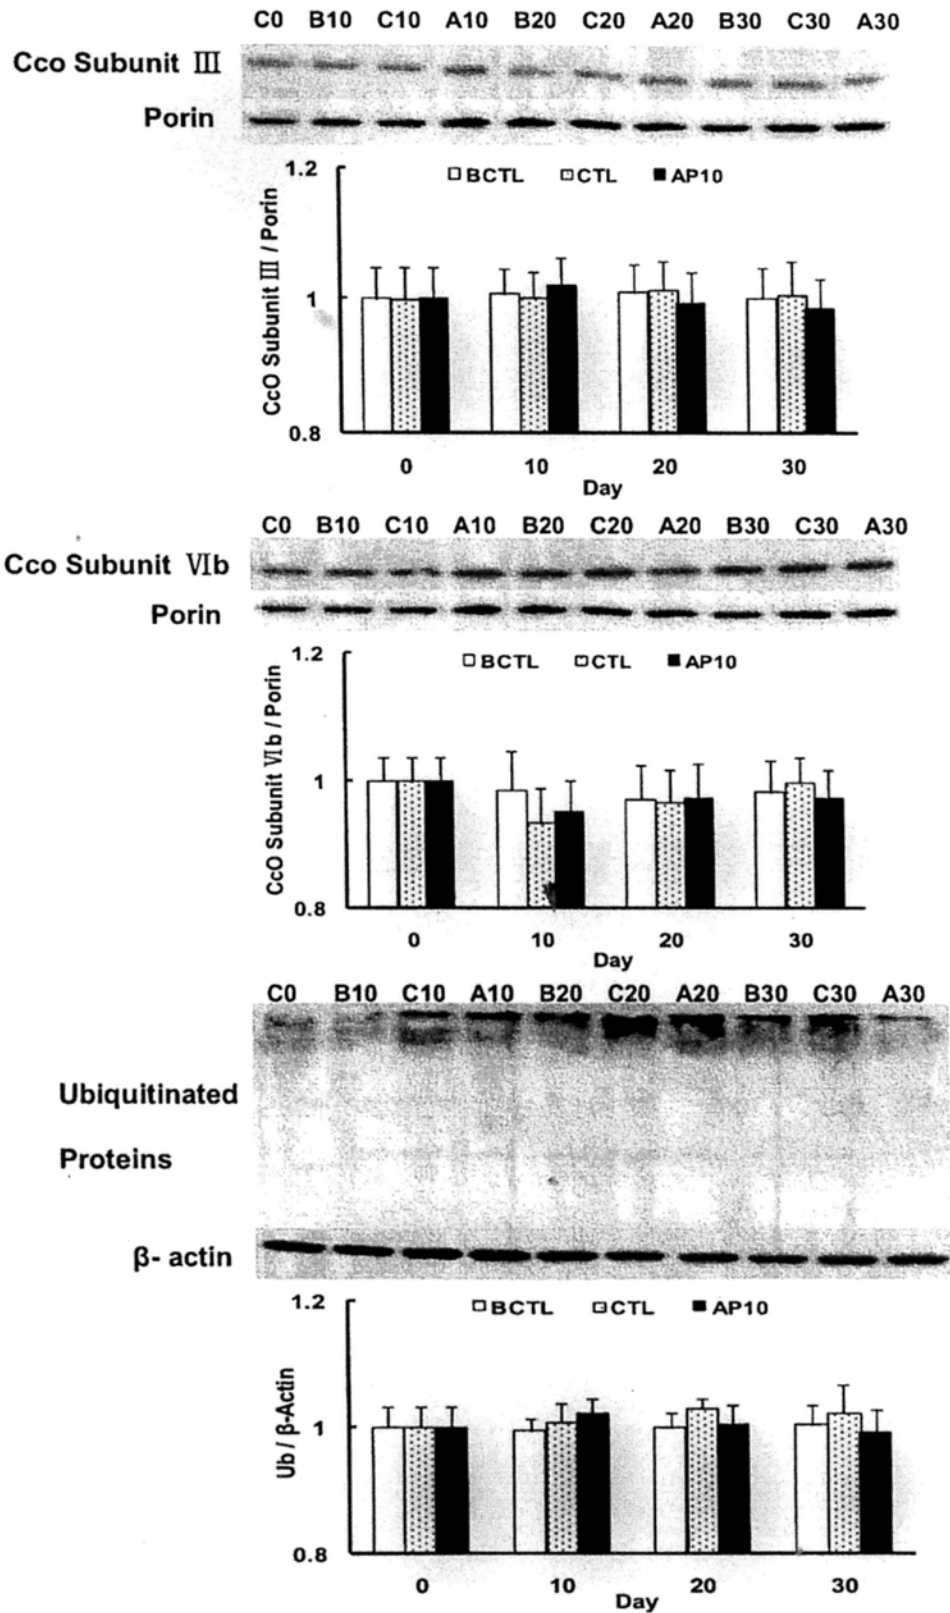 C0 B10 C10 A10 B20 C20 A20 B30 C30 A30
Cco Subunit Ⅲ
Porin
1.2
BCTL CTL AP10
CcO Subunit Ⅲ / Porin
1
0.8
0 10 20 30
Day
C0 B10 C10 A10 B20 C20 A20 B30 C30 A30
Cco Subunit Ⅵb
Porin
1.2
BCTL CTL AP10
CcO Subunit Ⅵb / Porin
1
0.8
0 10 20 30
Day
C0 B10 C10 A10 B20 C20 A20 B30 C30 A30
Ubiquitinated
Proteins
β- actin
1.2
BCTL CTL AP10
Ub / β-Actin
1
0.8
0 10 20 30
Day